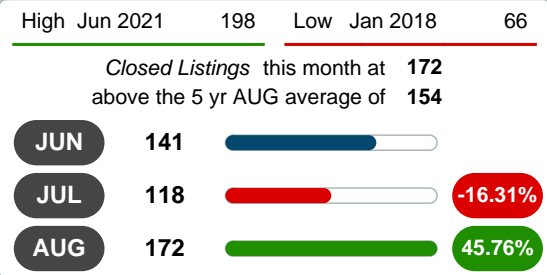 High Jun 2021 198 Low Jan 2018 66
Closed Listings this month at 172
above the 5 yr AUG average of 154
JUN 141
JUL 118 -16.31%
AUG 172 45.76%